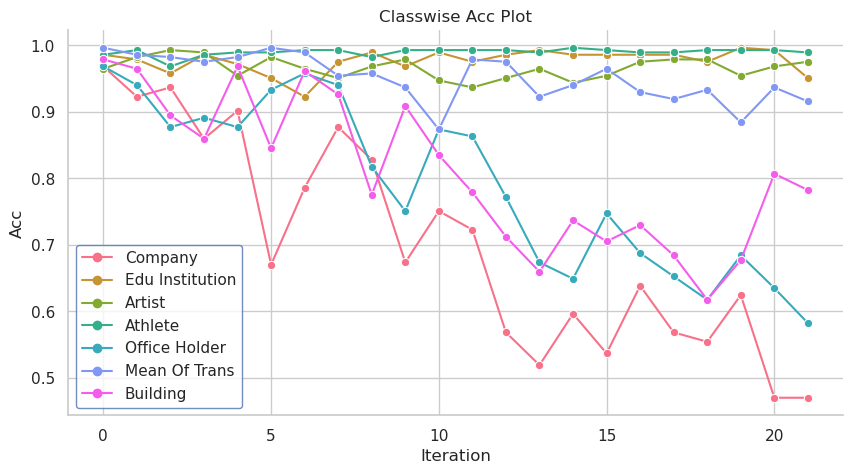 Classwise Acc Plot
1.0
0.9
0.8
0.7
0.6
0.5
Acc
Company
Edu Institution
Artist
Athlete
Office Holder
Mean Of Trans
Building
0 5 10 15 20
Iteration